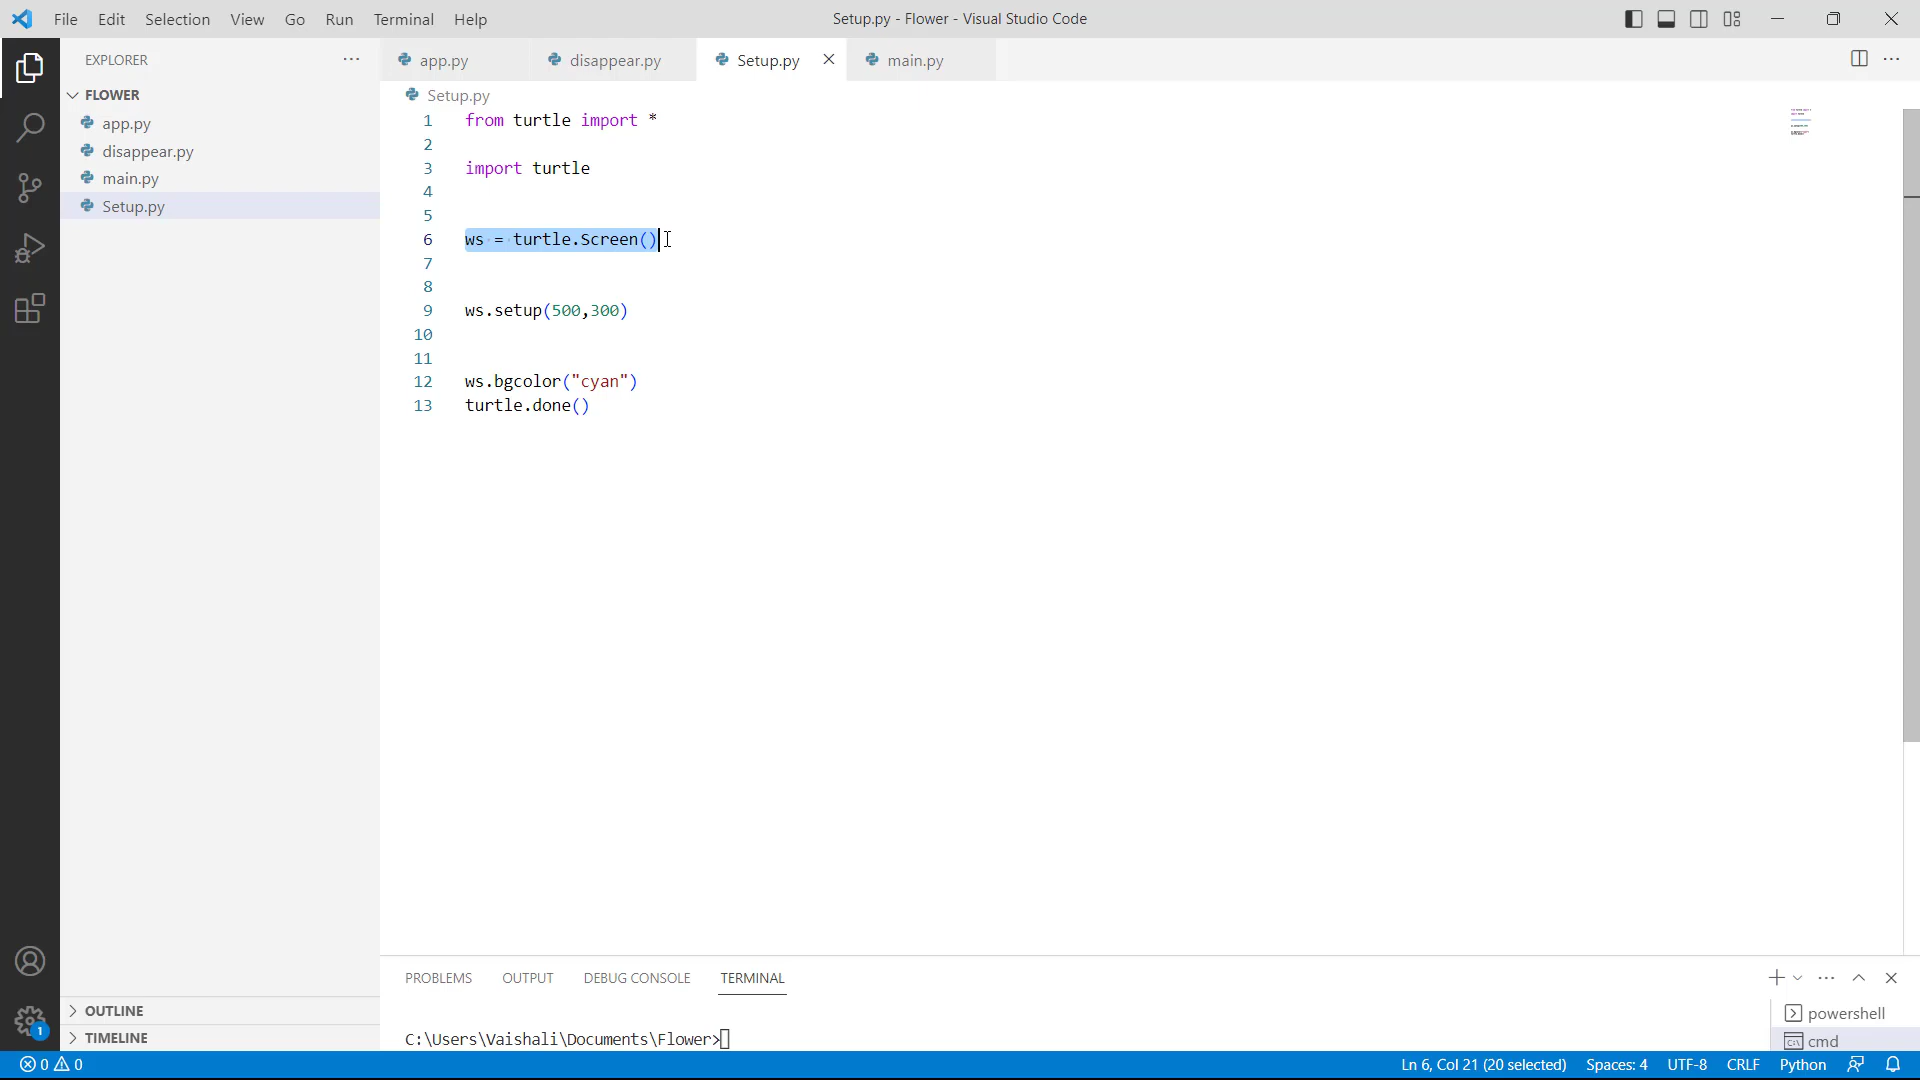 File Edit Selection View Go Run Terminal Help
Setup.py - Flower - Visual Studio Code
EXPLORER
FLOWER
app.py
disappear.py
main.py
Setup.py
OUTLINE
TIMELINE
1
app.py disappear.py Setup.py main.py
Setup.py
1 from turtle import *
2
3 import turtle
4
5
6 ws = turtle.Screen()
7
8
9 ws.setup(500,300)
10
11
12 ws.bgcolor("cyan")
13 turtle.done()
PROBLEMS OUTPUT DEBUG CONSOLE TERMINAL
C:\Users\Vaishali\Documents\Flower>
powershell
cmd
0 0
Ln 6, Col 21 (20 selected) Spaces: 4 UTF-8 CRLF Python